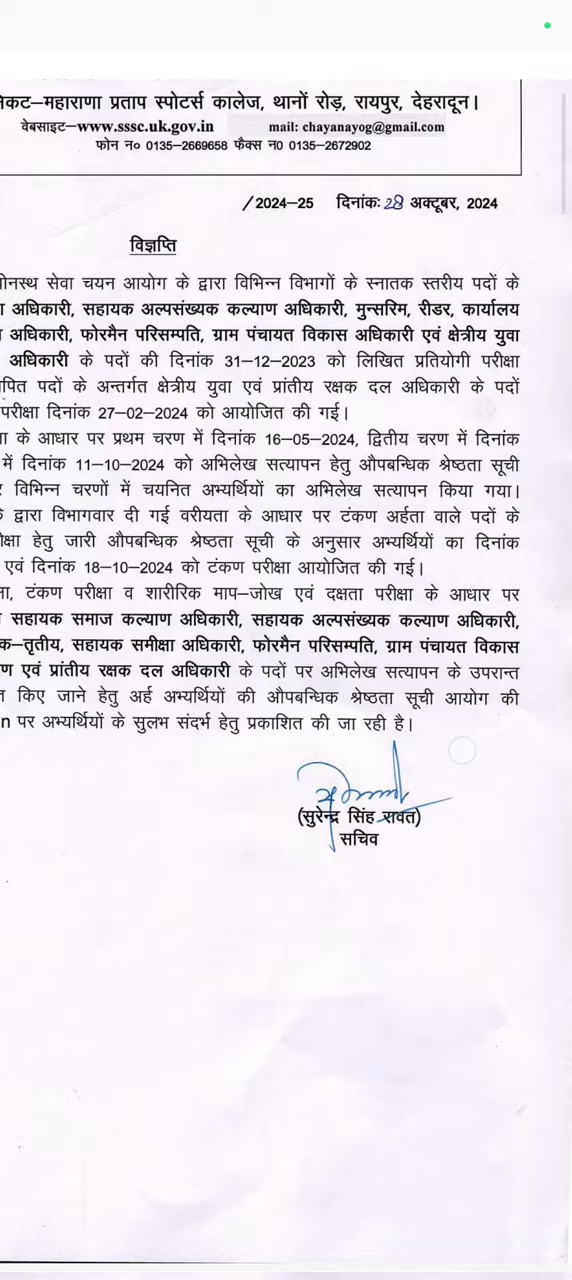 निकट–महाराणा प्रताप स्पोटर्स कालेज, थानों रोड़, रायपुर, देहरादून।
वेबसाइट–www.sssc.uk.gov.in mail: chayanayog@gmail.com
फोन न० 0135-2669658 फैक्स न0 0135-2672902
/2024–25 दिनांकः 28 अक्टूबर, 2024
विज्ञप्ति
सेवा चयन आयोग के द्वारा विभिन्न विभागों के स्नातक स्तरीय पदों के
अधिकारी, सहायक अल्पसंख्यक कल्याण अधिकारी, मुन्सरिम, रीडर, कार्यालय
अधिकारी, फोरमैन परिसम्पति, ग्राम पंचायत विकास अधिकारी एवं क्षेत्रीय युवा
अधिकारी के पदों की दिनांक 31–12–2023 को लिखित प्रतियोगी परीक्षा
पदों के अन्तर्गत क्षेत्रीय युवा एवं प्रांतीय रक्षक दल अधिकारी के पदों
परीक्षा दिनांक 27–02–2024 को आयोजित की गई।
के आधार पर प्रथम चरण में दिनांक 16–05–2024, द्वितीय चरण में दिनांक
में दिनांक 11–10–2024 को अभिलेख सत्यापन हेतु औपबन्धिक श्रेष्ठता सूची
विभिन्न चरणों में चयनित अभ्यर्थियों का अभिलेख सत्यापन किया गया।
द्वारा विभागवार दी गई वरीयता के आधार पर टंकण अर्हता वाले पदों के
हेतु जारी औपबन्धिक श्रेष्ठता सूची के अनुसार अभ्यर्थियों का दिनांक
एवं दिनांक 18–10–2024 को टंकण परीक्षा आयोजित की गई।
टंकण परीक्षा व शारीरिक माप–जोख एवं दक्षता परीक्षा के आधार पर
सहायक समाज कल्याण अधिकारी, सहायक अल्पसंख्यक कल्याण अधिकारी,
क–तृतीय, सहायक समीक्षा अधिकारी, फोरमैन परिसम्पति, ग्राम पंचायत विकास
एवं प्रांतीय रक्षक दल अधिकारी के पदों पर अभिलेख सत्यापन के उपरान्त
किए जाने हेतु अर्ह अभ्यर्थियों की औपबन्धिक श्रेष्ठता सूची आयोग की
n पर अभ्यर्थियों के सुलभ संदर्भ हेतु प्रकाशित की जा रही है।
(सुरेन्द्र सिंह रावत)
सचिव